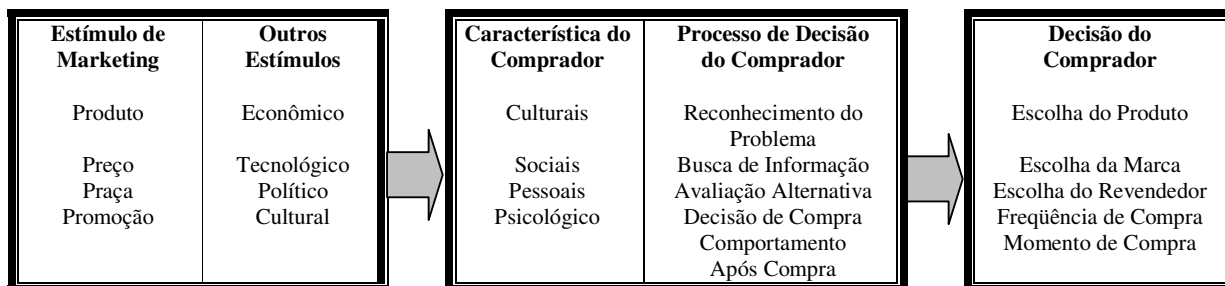 Estímulo de
Marketing
Produto
Preço
Praça
Promoção
Outros
Estímulos
Econômico
Tecnológico
Político
Cultural
Característica do
Comprador
Culturais
Sociais
Pessoais
Psicológico
Processo de Decisão
do Comprador
Reconhecimento do
Problema
Busca de Informação
Avaliação Alternativa
Decisão de Compra
Comportamento
Após Compra
Decisão do
Comprador
Escolha do Produto
Escolha da Marca
Escolha do Revendedor
Freqüência de Compra
Momento de Compra